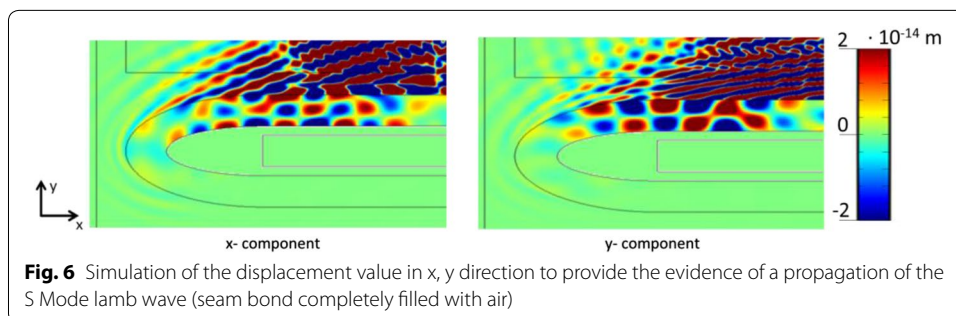 2 · 10⁻¹⁴ m
0
-2
y
x
x- component
y- component
Fig. 6 Simulation of the displacement value in x, y direction to provide the evidence of a propagation of the
S Mode lamb wave (seam bond completely filled with air)